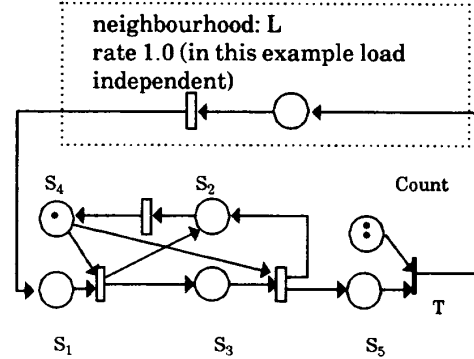 neighbourhood: L
rate 1.0 (in this example load
independent)
S4 S2 Count
T
S1 S3 S5